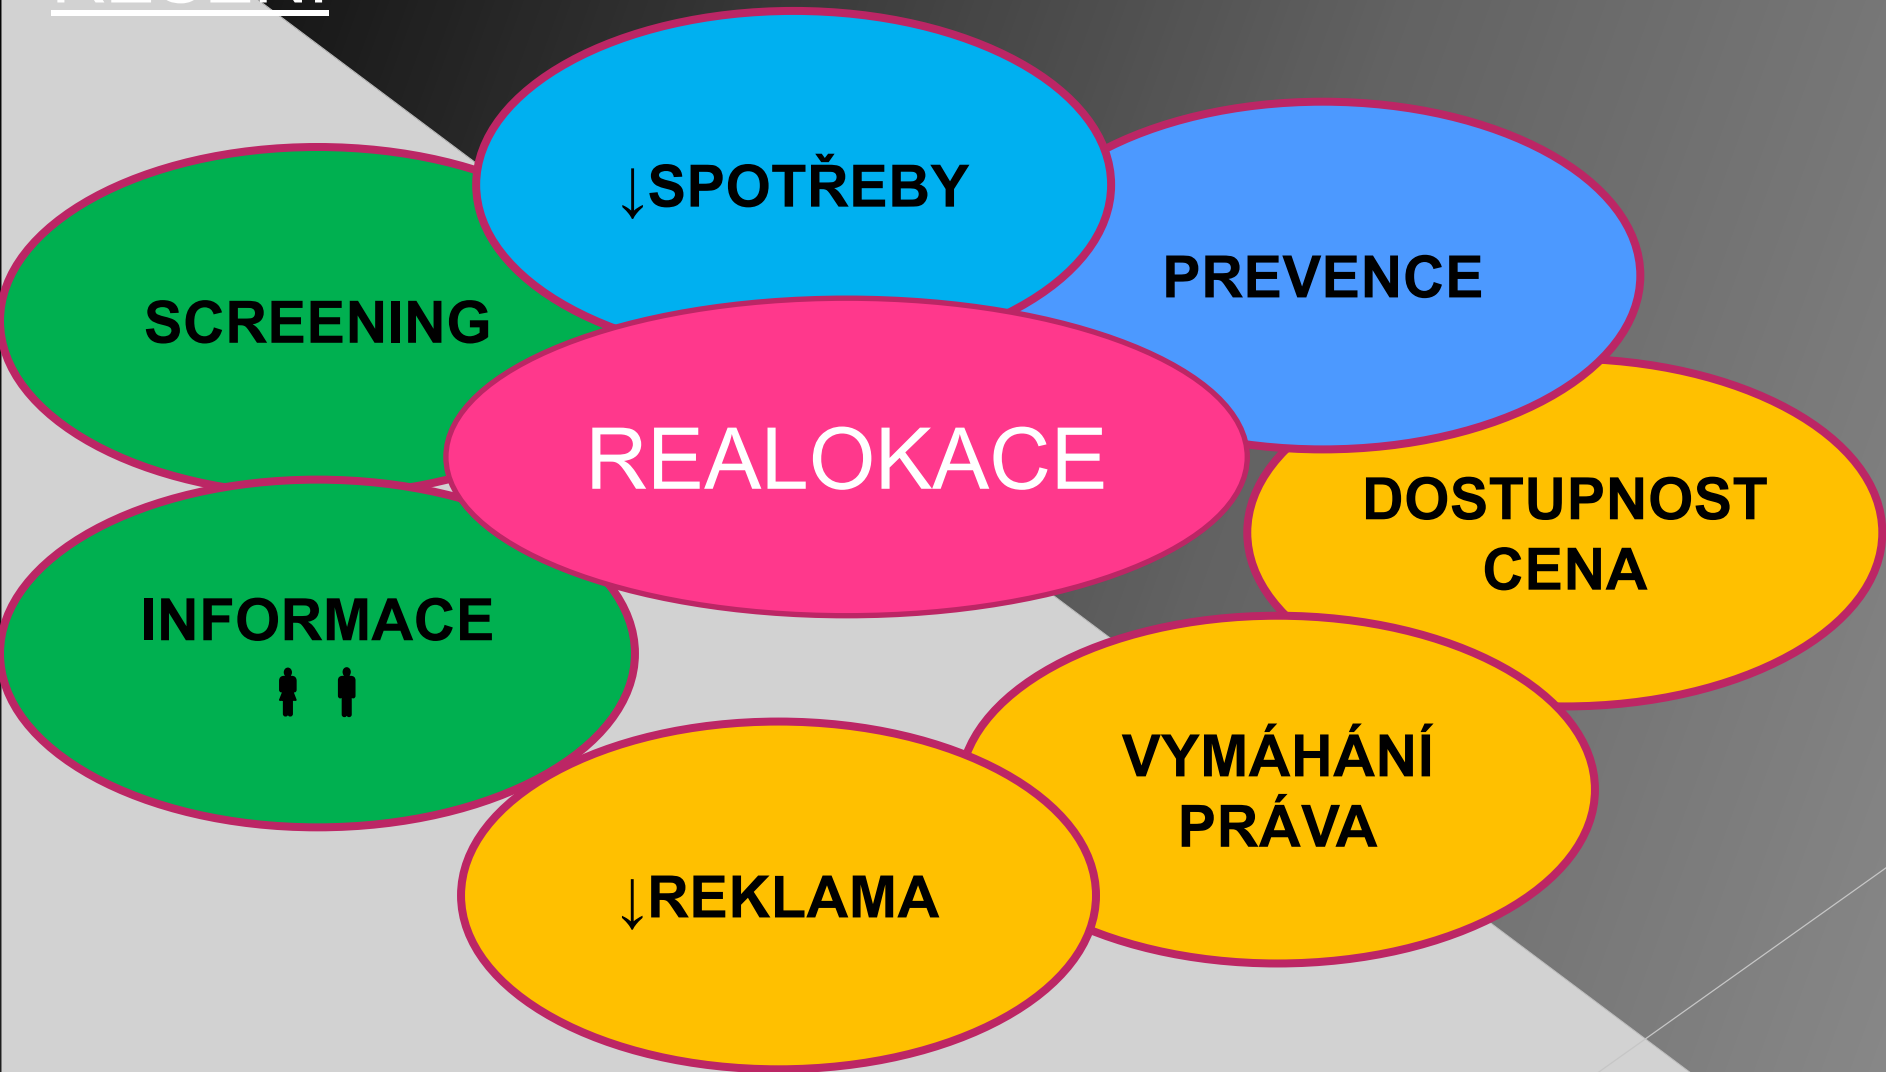 ↓SPOTŘEBY
PREVENCE
SCREENING
REALOKACE
DOSTUPNOST
CENA
INFORMACE
VYMÁHÁNÍ
PRÁVA
↓REKLAMA